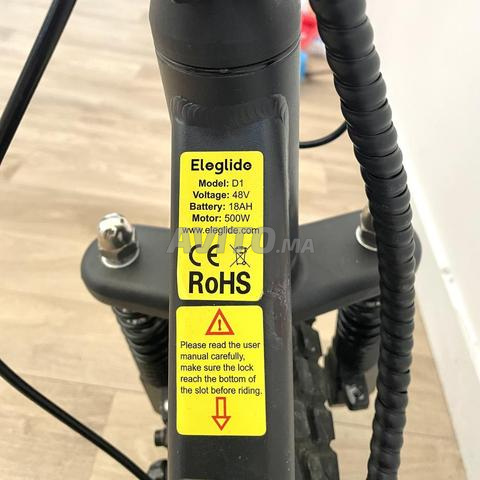 Eleglide
Model: D1
Voltage: 48V
Battery: 18AH
Motor: 500W
www.eleglide.com
AVITO.MA
CE
RoHS
Please read the user
manual carefully,
make sure the lock
reach the bottom of
the slot before riding.